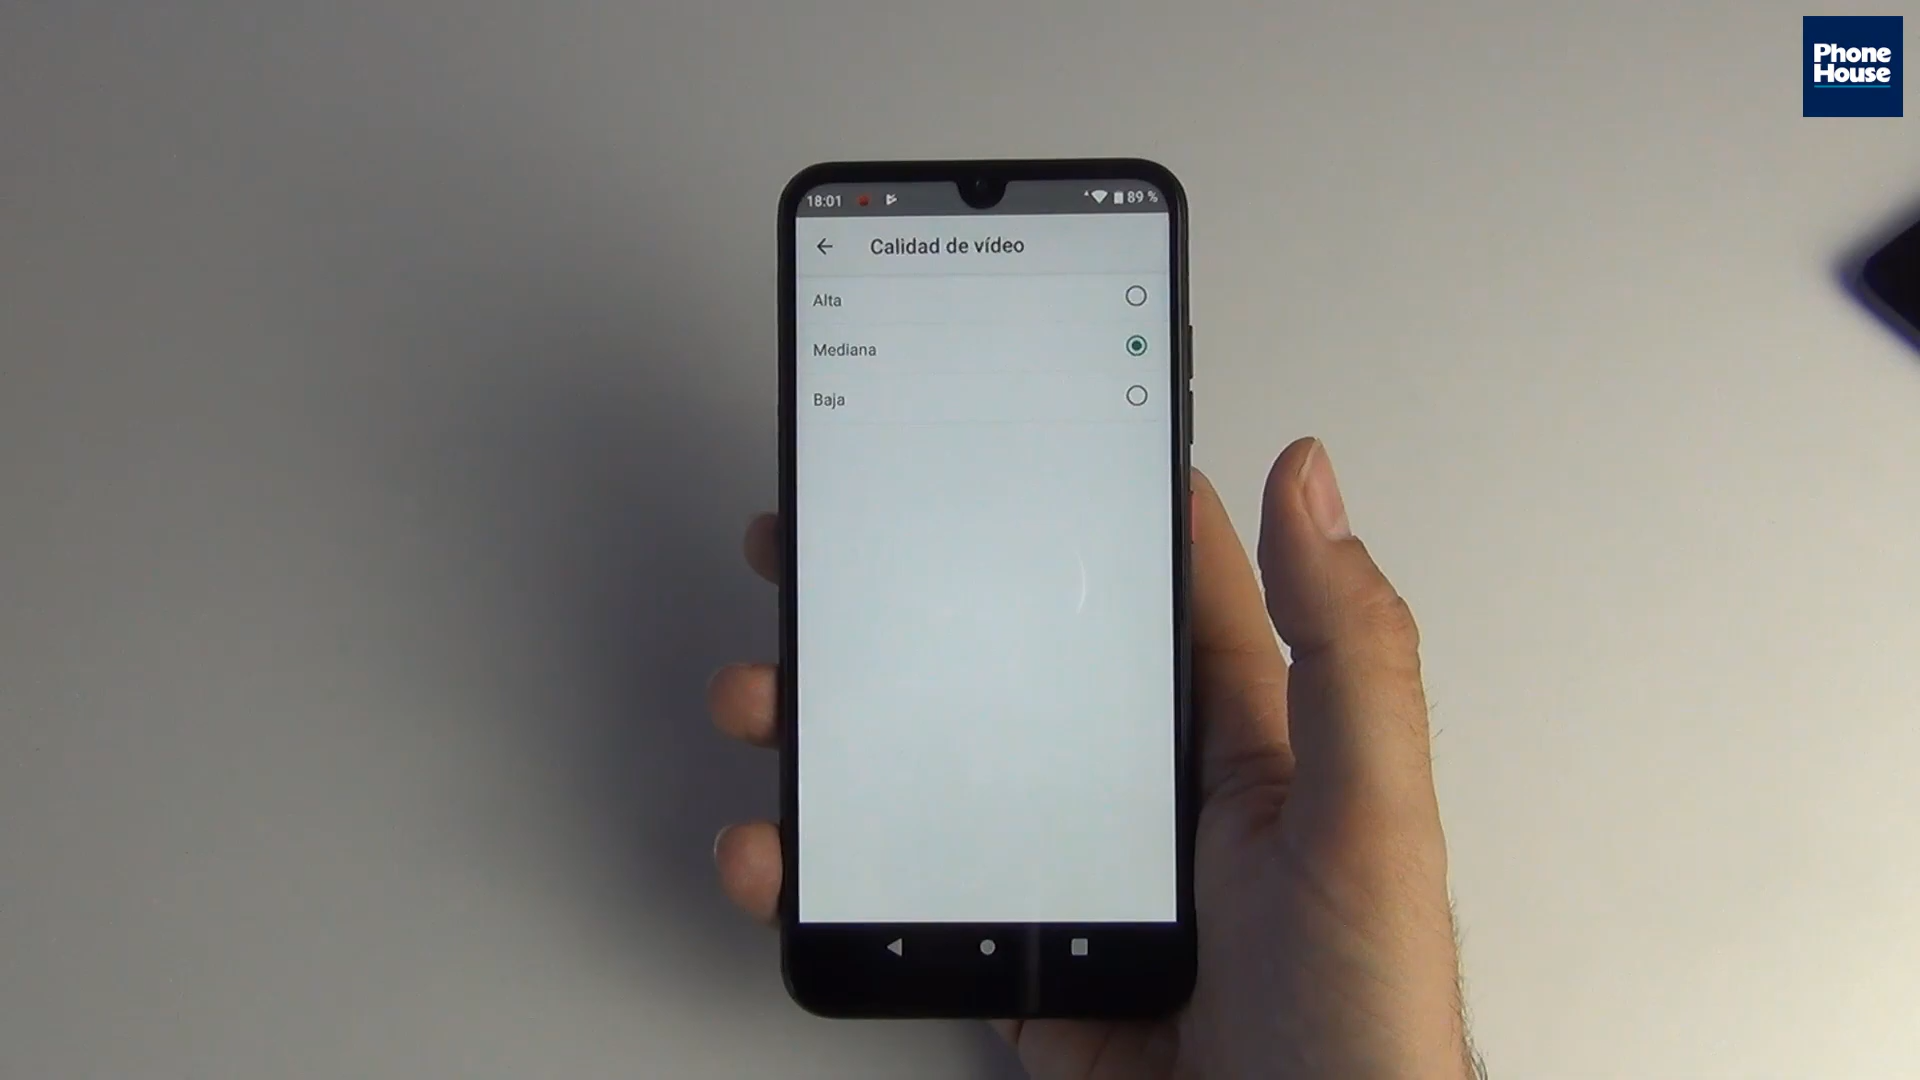 Phone
House
18:01 89 %
Calidad de vídeo
Alta
Mediana
Baja